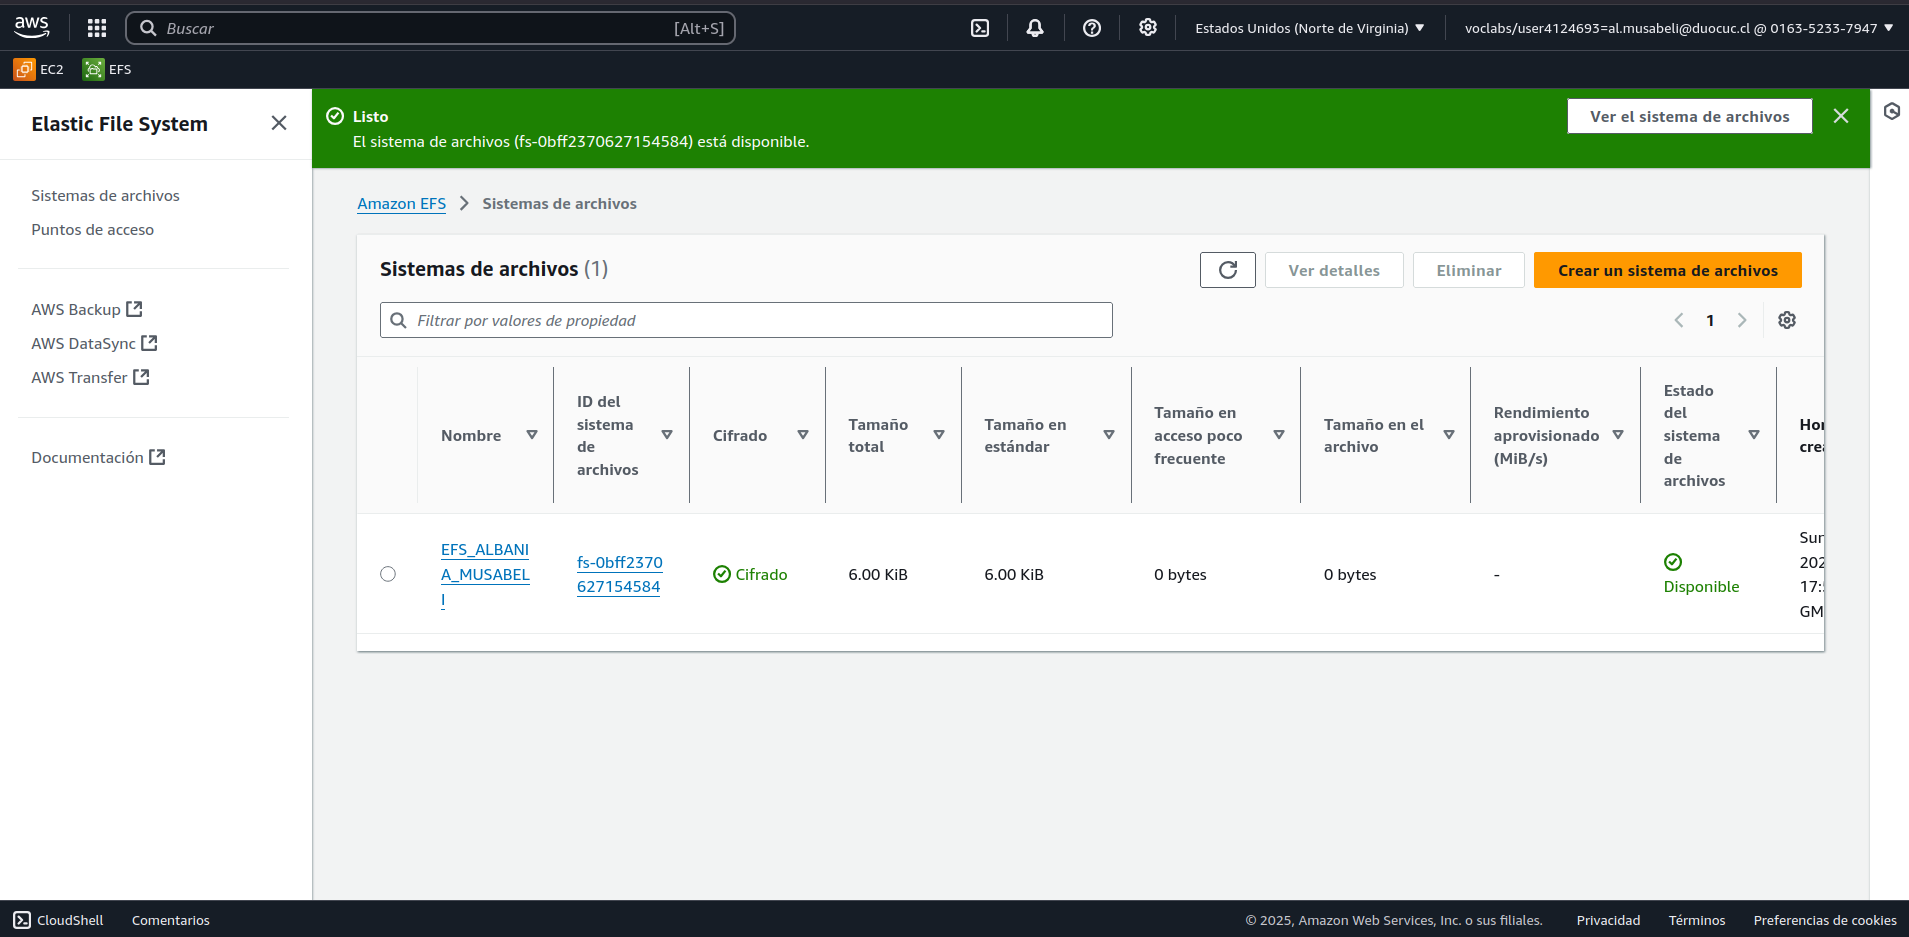 aws
Buscar
[Alt+S]
Estados Unidos (Norte de Virginia)
voclabs/user4124693=al.musabeli@duocuc.cl @ 0163-5233-7947
EC2
EFS
Elastic File System
Sistemas de archivos
Puntos de acceso
AWS Backup
AWS DataSync
AWS Transfer
Documentación
Listo
El sistema de archivos (fs-0bff2370627154584) está disponible.
Ver el sistema de archivos
Amazon EFS
Sistemas de archivos
Sistemas de archivos (1)
Ver detalles
Eliminar
Crear un sistema de archivos
Filtrar por valores de propiedad
1
Nombre
ID del
sistema
de
archivos
Cifrado
Tamaño
total
Tamaño en
estándar
Tamaño en
acceso poco
frecuente
Tamaño en el
archivo
Rendimiento
aprovisionado
(MiB/s)
Estado
del
sistema
de
archivos
EFS_ALBANI
A_MUSABEL
I
fs-0bff2370
627154584
Cifrado
6.00 KiB
6.00 KiB
0 bytes
0 bytes
-
Disponible
Sun
202
17:5
GM
CloudShell
Comentarios
© 2025, Amazon Web Services, Inc. o sus filiales.
Privacidad
Términos
Preferencias de cookies